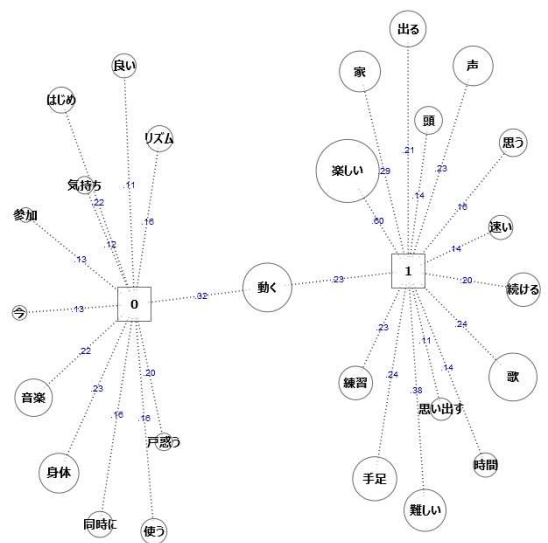 出る
家
声
良い
はじめ
リズム
頭
思う
.11
.21
.29
.23
楽しい
気持ち
.22
.14
.16
.60
.16
参加
.12
速い
.13
.14
動く
1
0
.32
.23
.20
続ける
今
.13
.22
.23
.24
.23
.20
.11
.14
歌
音楽
.24
練習
.38
思い出す
.16
.16
戸惑う
時間
身体
手足
難しい
同時に
使う